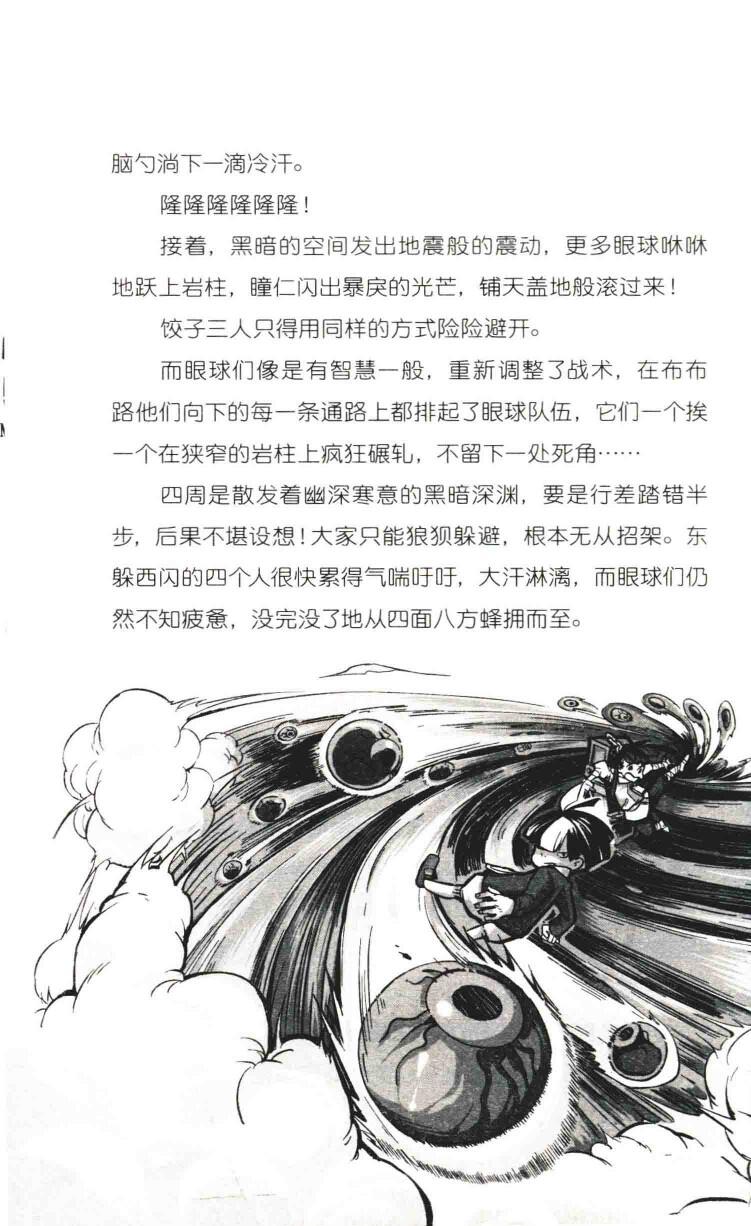 脑勺淌下一滴冷汗。
隆隆隆隆隆隆！
接着，黑暗的空间发出地震般的震动，更多眼球咻咻
地跃上岩柱，瞳仁闪出暴戾的光芒，铺天盖地般滚过来！
饺子三人只得用同样的方式险险避开。
而眼球们像是有智慧一般，重新调整了战术，在布布
路他们向下的每一条通路上都排起了眼球队伍，它们一个挨
一个在狭窄的岩柱上疯狂碾轧，不留下一处死角……
四周是散发着幽深寒意的黑暗深渊，要是行差踏错半
步，后果不堪设想！大家只能狼狈躲避，根本无从招架。东
躲西闪的四个人很快累得气喘吁吁，大汗淋漓，而眼球们仍
然不知疲惫，没完没了地从四面八方蜂拥而至。